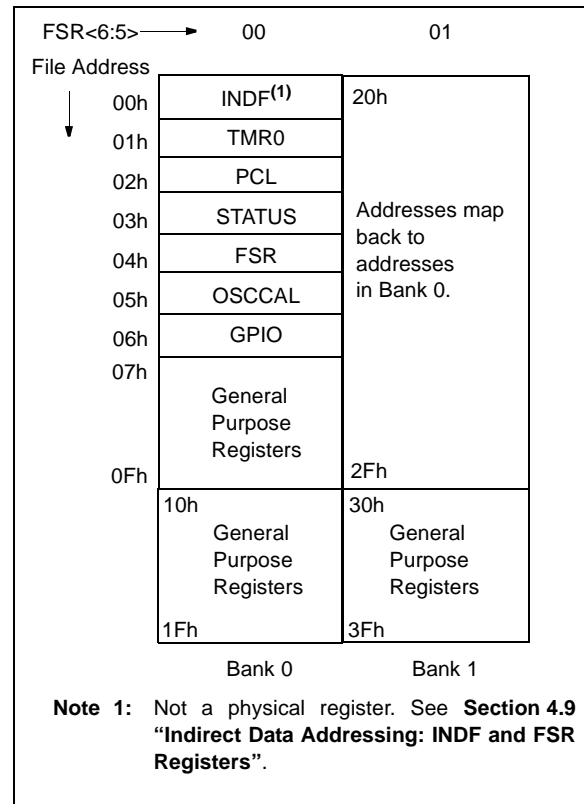 FSR<6:5> 00 01
File Address
00h INDF(1) 20h
01h TMR0
02h PCL
03h STATUS
04h FSR
05h OSCCAL
06h GPIO
Addresses map
back to
addresses
in Bank 0.
07h
General
Purpose
Registers
0Fh 2Fh
10h 30h
General
Purpose
Registers
General
Purpose
Registers
1Fh 3Fh
Bank 0 Bank 1
Note 1: Not a physical register. See Section 4.9
“Indirect Data Addressing: INDF and FSR
Registers”.